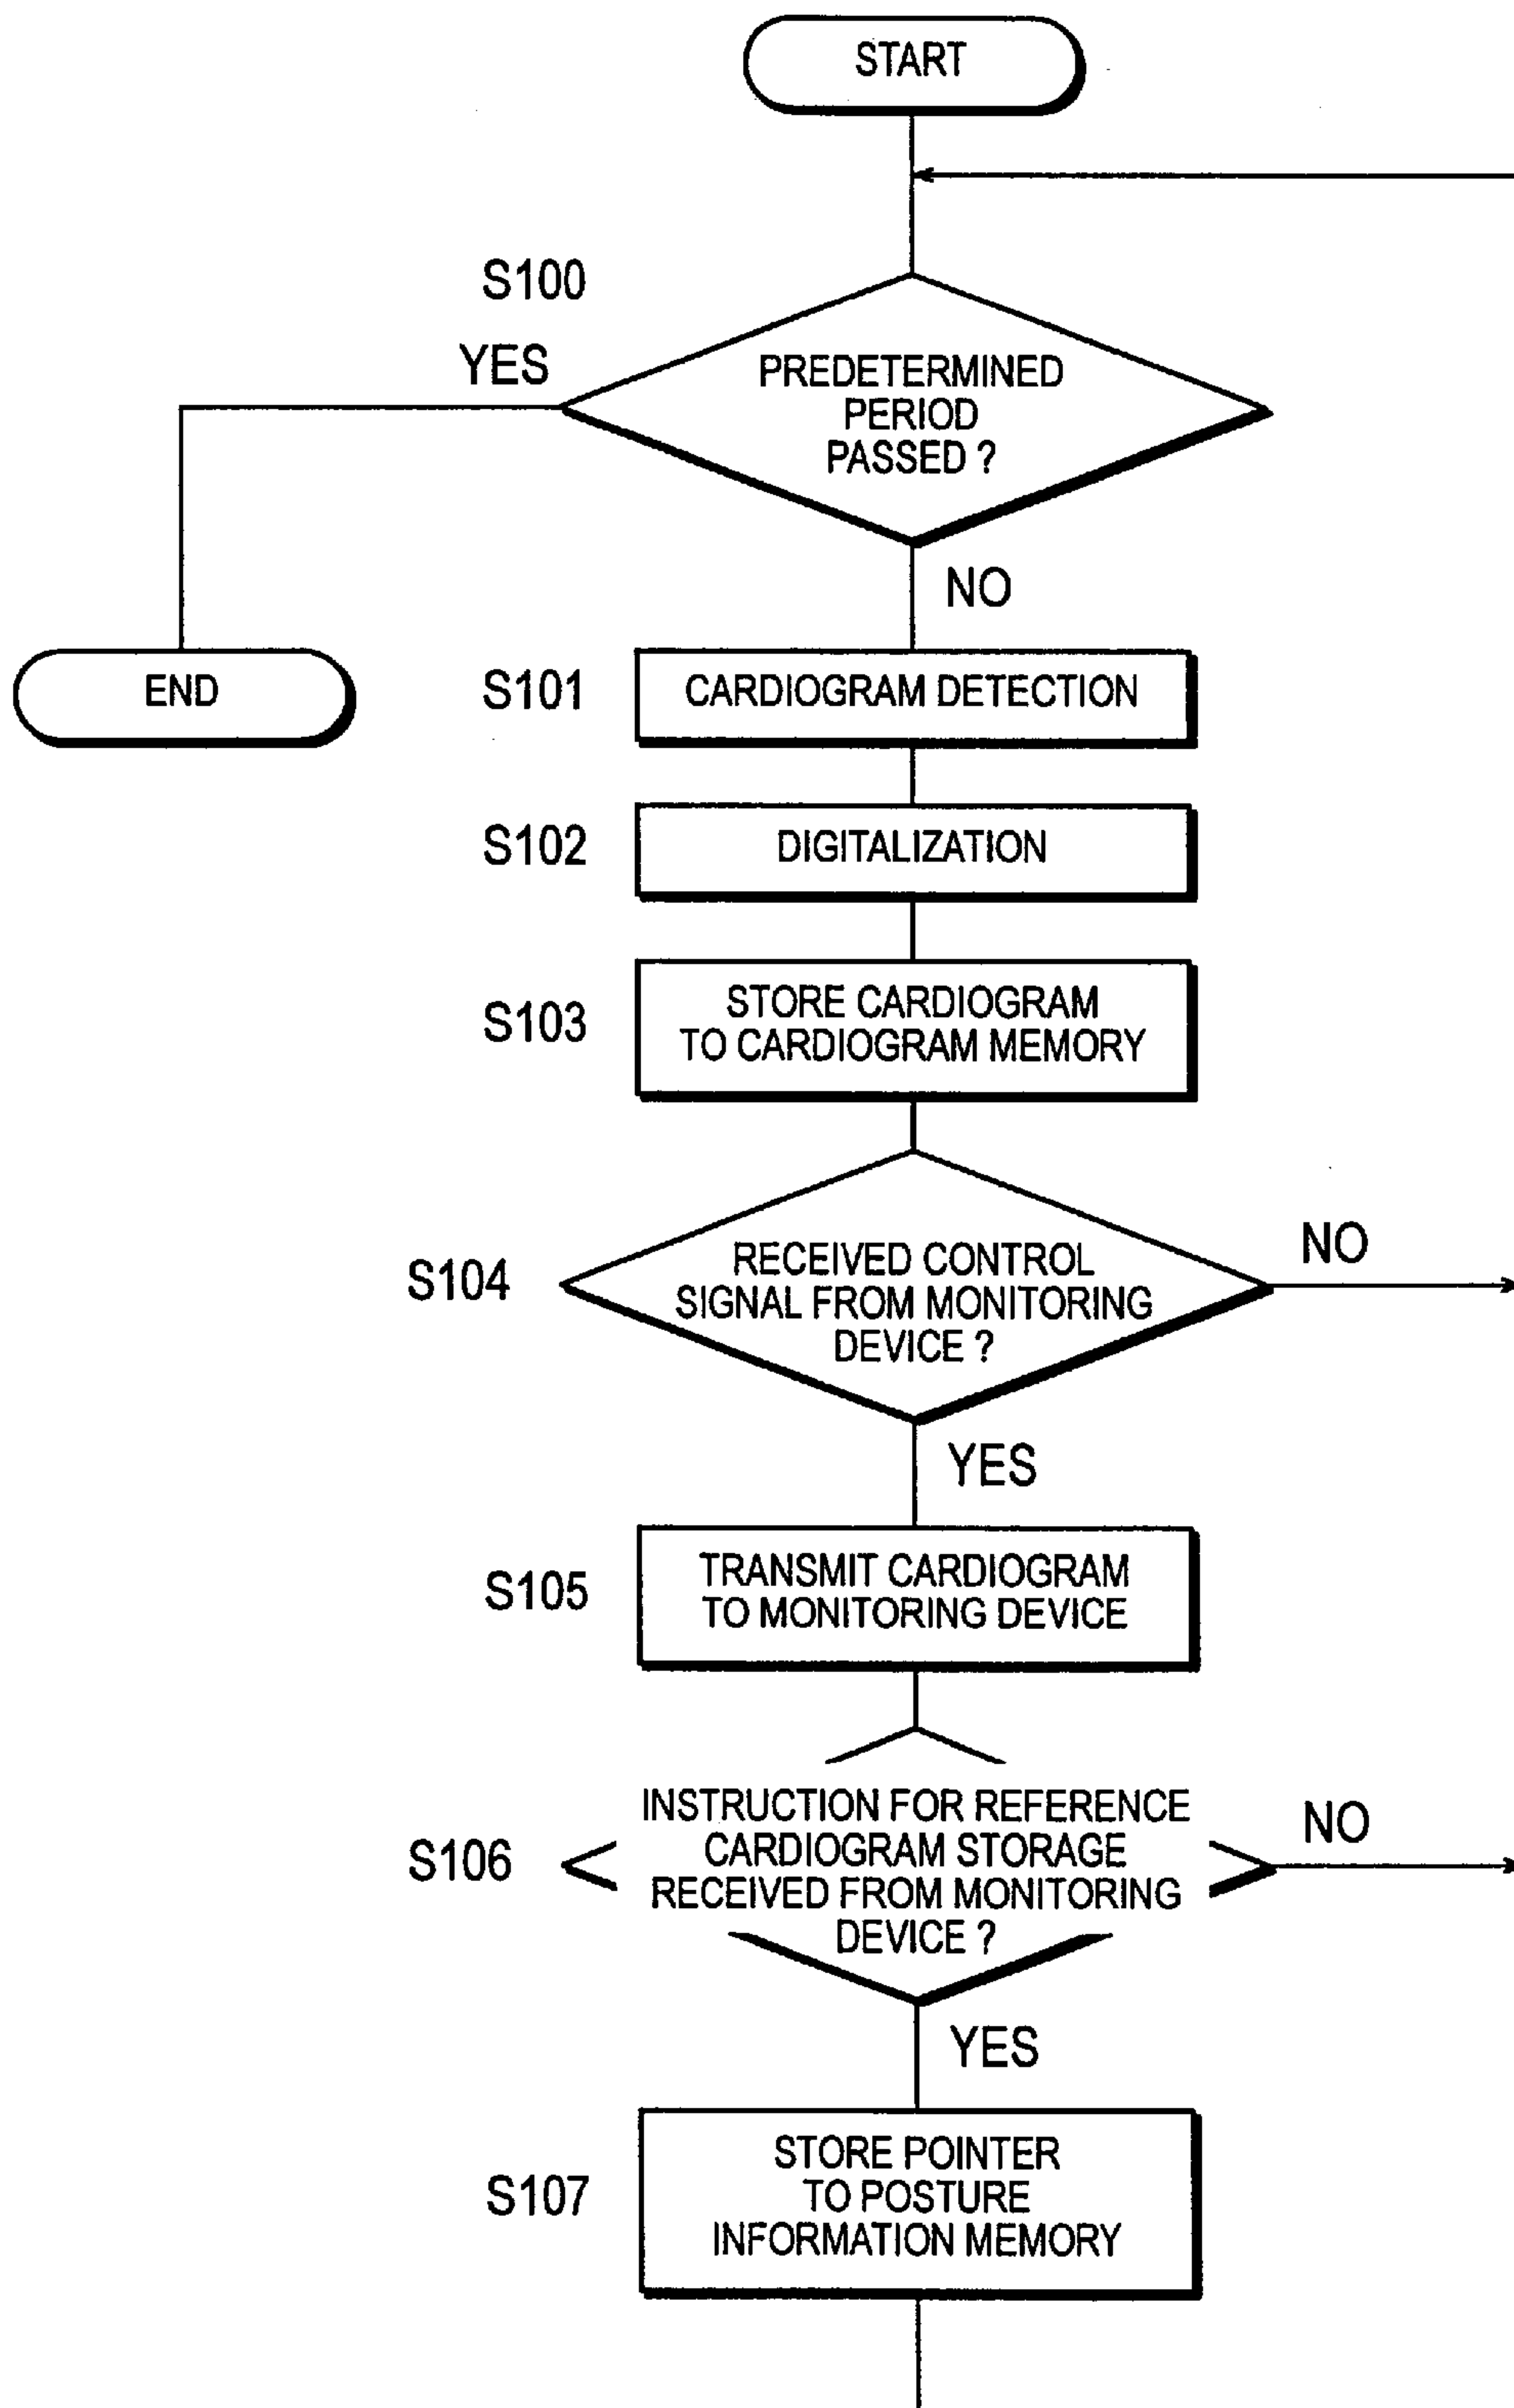 START
S100
YES
PREDETERMINED
PERIOD
PASSED ?
NO
END
S101
CARDIOGRAM DETECTION
S102
DIGITALIZATION
S103
STORE CARDIOGRAM
TO CARDIOGRAM MEMORY
S104
RECEIVED CONTROL
SIGNAL FROM MONITORING
DEVICE ?
NO
YES
S105
TRANSMIT CARDIOGRAM
TO MONITORING DEVICE
S106
INSTRUCTION FOR REFERENCE
CARDIOGRAM STORAGE
RECEIVED FROM MONITORING
DEVICE ?
NO
YES
S107
STORE POINTER
TO POSTURE
INFORMATION MEMORY